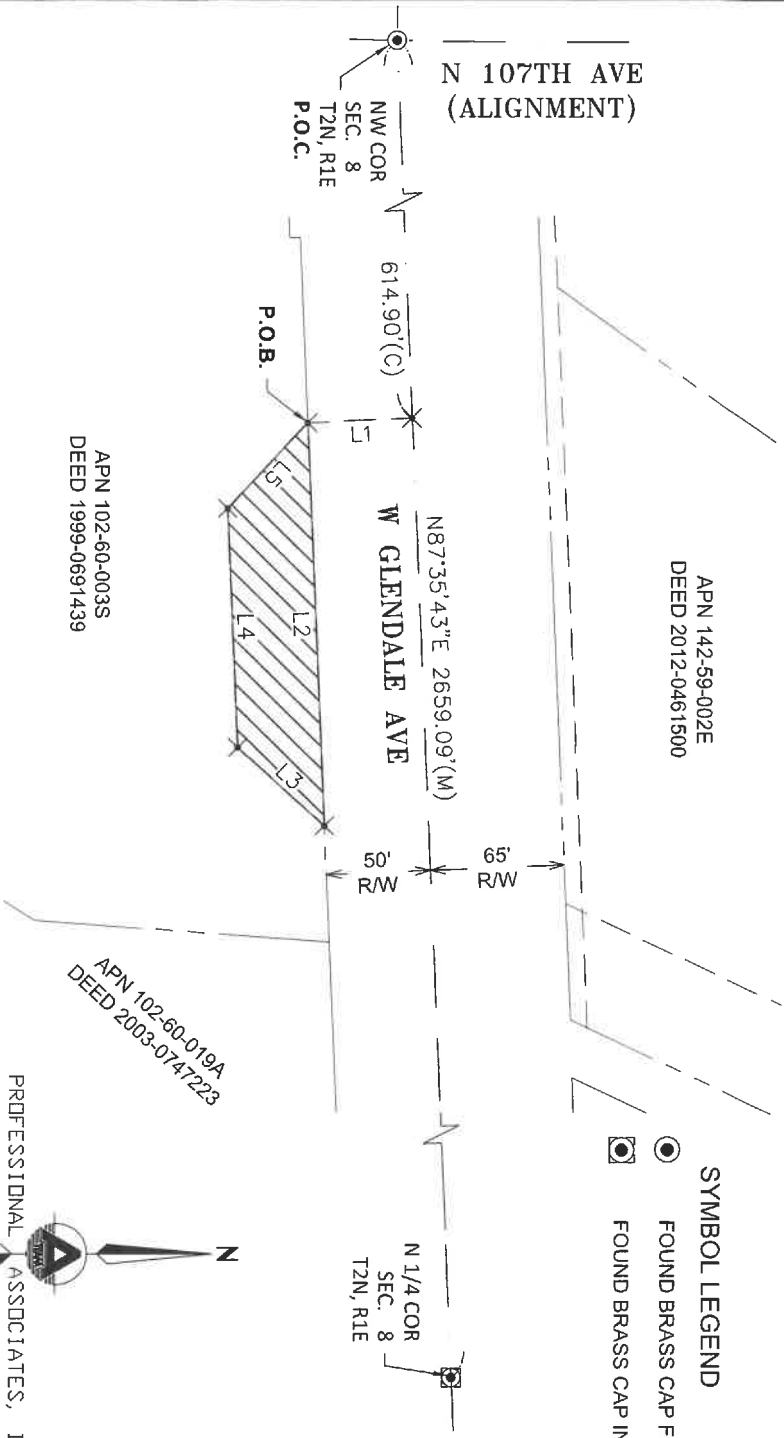 N 107TH AVE
(ALIGNMENT)
NW COR
SEC. 8
T2N, R1E
P.O.C.
614.90'(C)
P.O.B.
L1
L5
L2
L4
L3
N87°35'43"E 2659.09'(M)
W GLENDALE AVE
APN 142-59-002E
DEED 2012-0461500
APN 102-60-003S
DEED 1999-0691439
50'
R/W
65'
R/W
APN 102-60-019A
DEED 2003-0747223
SYMBOL LEGEND
FOUND BRASS CAP F
FOUND BRASS CAP IN
N 1/4 COR
SEC. 8
T2N, R1E
N
PROFESSIONAL ASSOCIATES, I